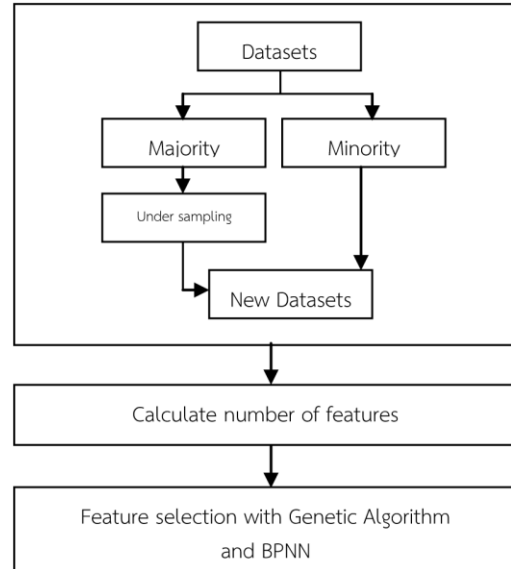 Datasets
Majority
Minority
Under sampling
New Datasets
Calculate number of features
Feature selection with Genetic Algorithm
and BPNN